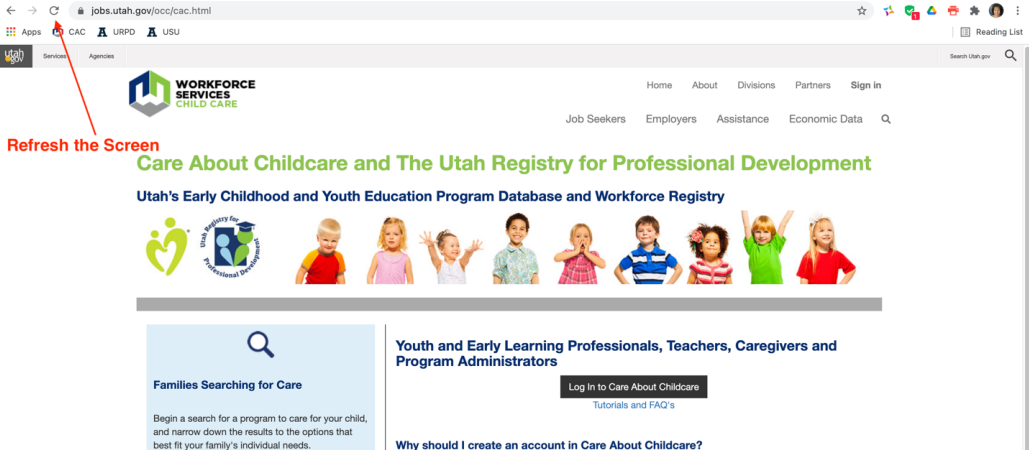 jobs.utah.gov/occ/cac.html
1
Apps CAC URPD USU Reading List
utah
gov
Services Agencies Search Utah.gov
WORKFORCE
SERVICES
CHILD CARE
Home About Divisions Partners Sign in
Job Seekers Employers Assistance Economic Data
Refresh the Screen
Care About Childcare and The Utah Registry for Professional Development
Utah's Early Childhood and Youth Education Program Database and Workforce Registry
Utah Registry for
Professional Development
Families Searching for Care
Begin a search for a program to care for your child,
and narrow down the results to the options that
best fit your family's individual needs.
Youth and Early Learning Professionals, Teachers, Caregivers and
Program Administrators
Log In to Care About Childcare
Tutorials and FAQ's
Why should I create an account in Care About Childcare?